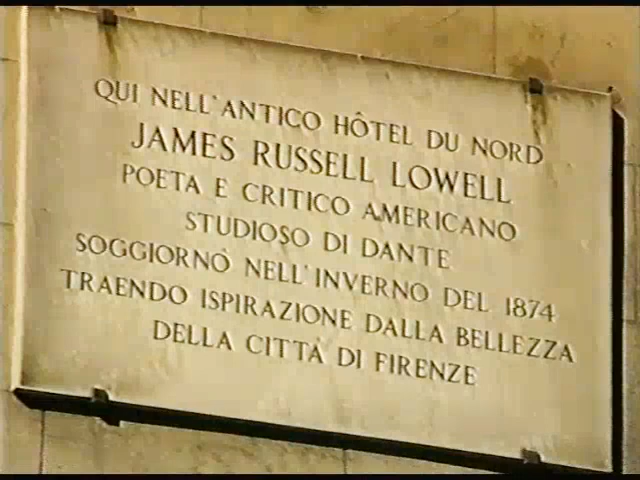 QUI NELL'ANTICO HÔTEL DU NORD
JAMES RUSSELL LOWELL
POETA E CRITICO AMERICANO
STUDIOSO DI DANTE
SOGGIORNÒ NELL'INVERNO DEL 1874
TRAENDO ISPIRAZIONE DALLA BELLEZZA
DELLA CITTÀ DI FIRENZE